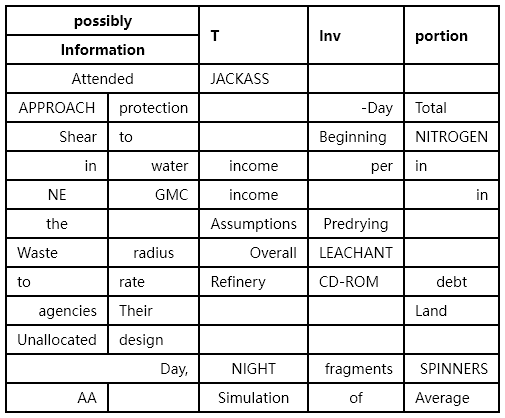 possibly T Inv portion
Information
Attended JACKASS
APPROACH protection -Day Total
Shear to Beginning NITROGEN
in water income per in
NE GMC income in
the Assumptions Predrying
Waste radius Overall LEACHANT
to rate Refinery CD-ROM debt
agencies Their Land
Unallocated design
Day, NIGHT fragments SPINNERS
AA Simulation of Average